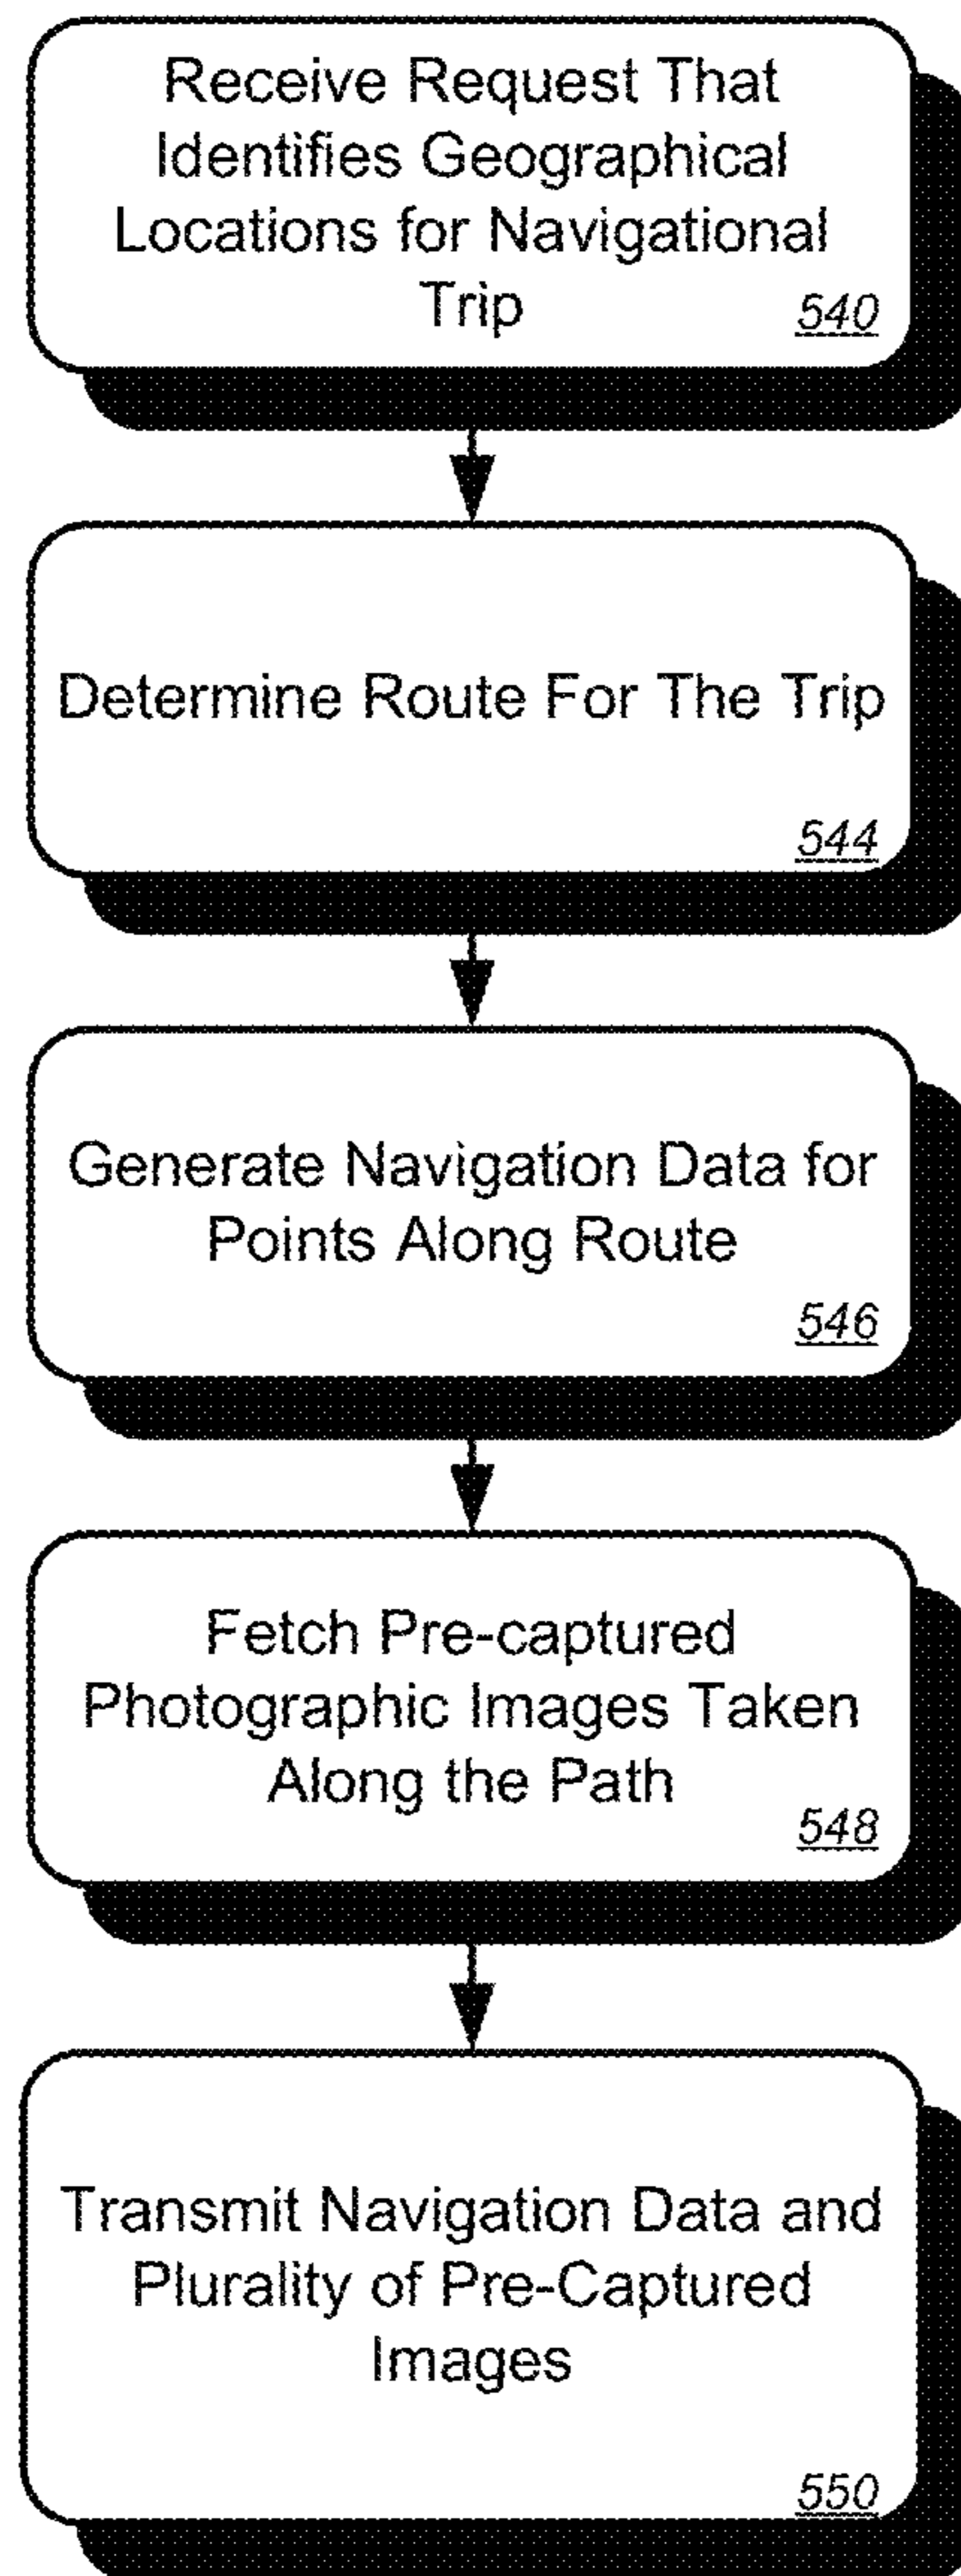 Receive Request That
Identifies Geographical
Locations for Navigational
Trip
540
Determine Route For The Trip
544
Generate Navigation Data for
Points Along Route
546
Fetch Pre-captured
Photographic Images Taken
Along the Path
548
Transmit Navigation Data and
Plurality of Pre-Captured
Images
550